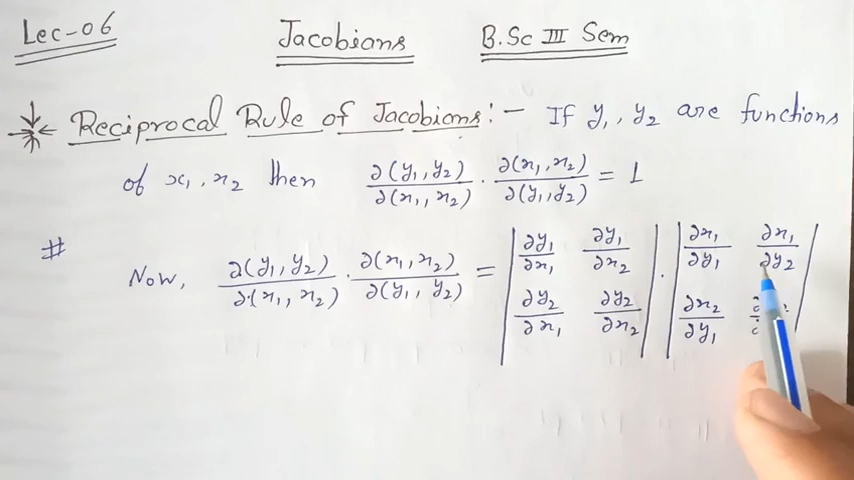 Lec-06 Jacobians B.Sc III Sem
Reciprocal Rule of Jacobians:- If y₁, y₂ are functions
of x₁, x₂ then ∂(y₁, y₂)/∂(x₁, x₂) · ∂(x₁, x₂)/∂(y₁, y₂) = 1
#
Now, ∂(y₁, y₂)/∂(x₁, x₂) · ∂(x₁, x₂)/∂(y₁, y₂) = | ∂y₁/∂x₁ ∂y₁/∂x₂ | · | ∂x₁/∂y₁ ∂x₁/∂y₂ |
| ∂y₂/∂x₁ ∂y₂/∂x₂ | | ∂x₂/∂y₁ |